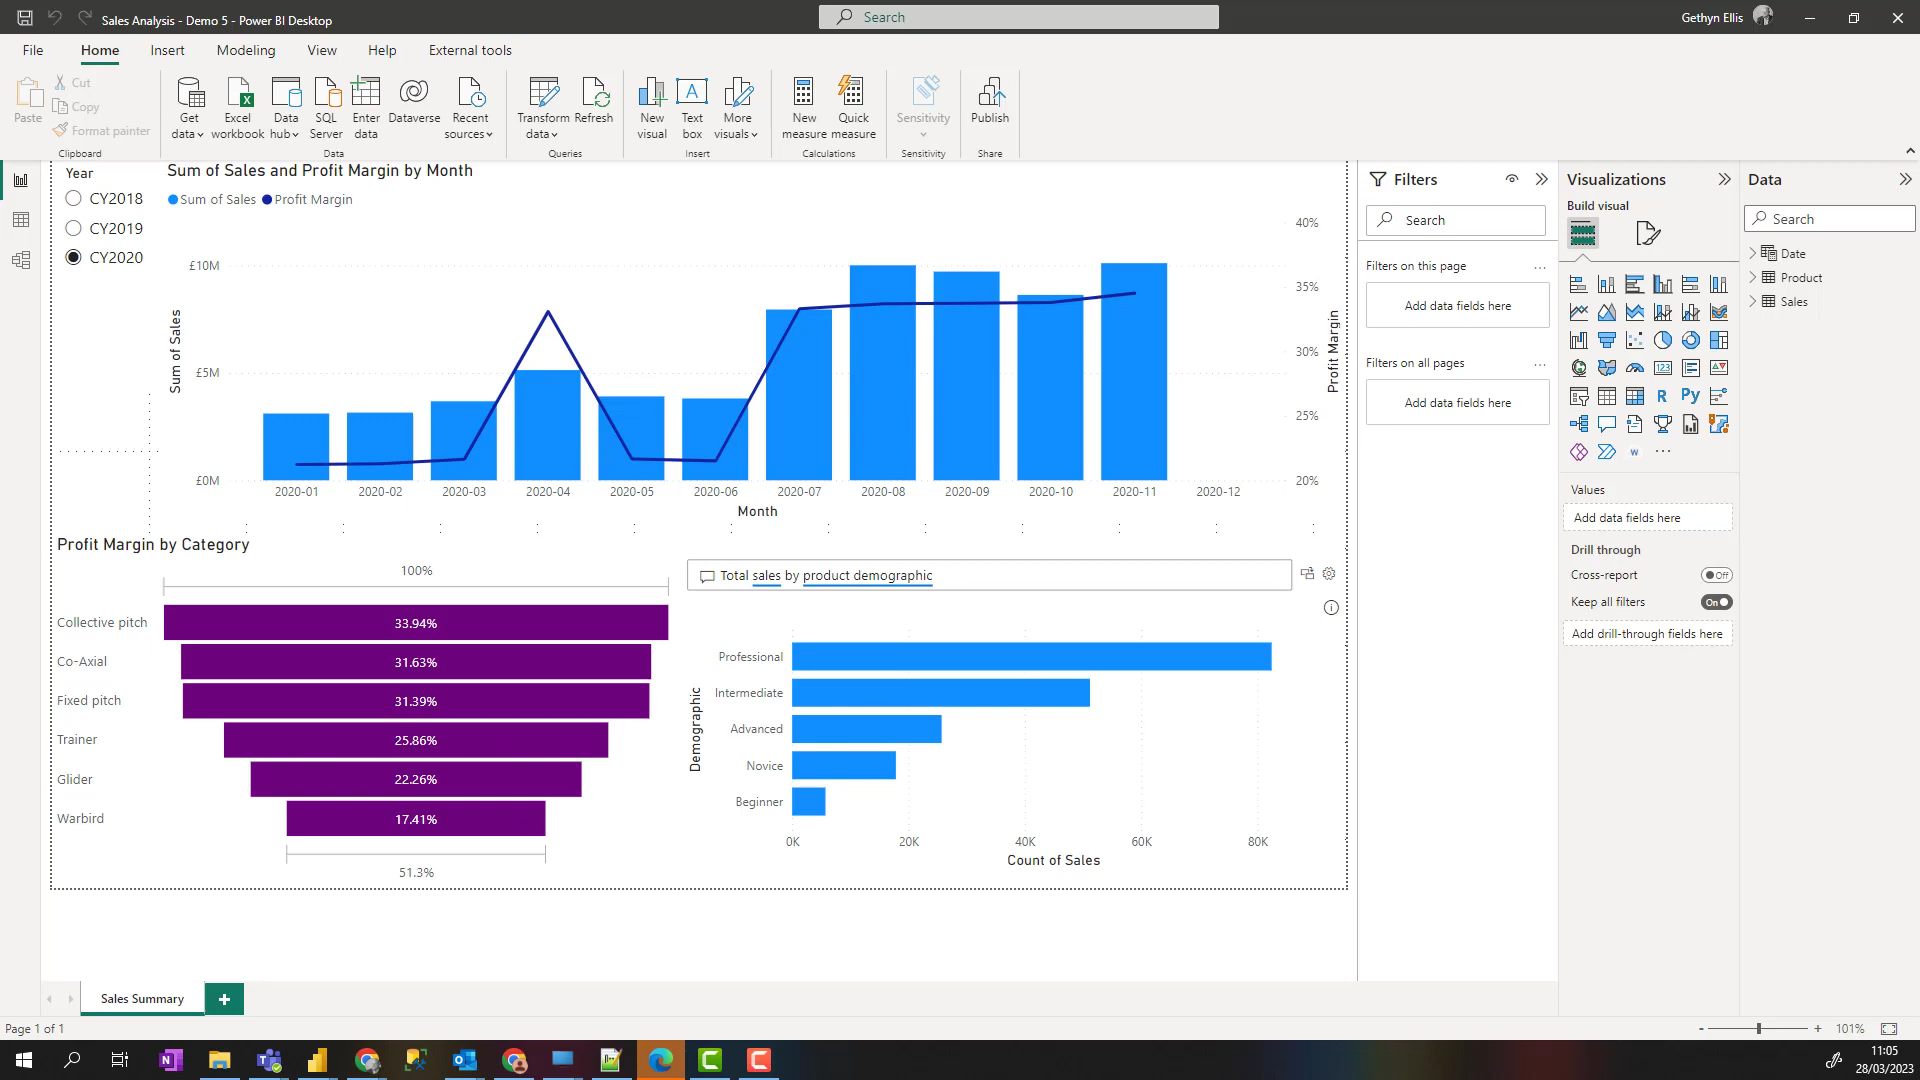 Sales Analysis - Demo 5 - Power BI Desktop
Search
Gethyn Ellis
File
Home
Insert
Modeling
View
Help
External tools
Paste
Cut
Copy
Format painter
Clipboard
Get data
Excel workbook
Data hub
SQL Server
Enter data
Dataverse
Recent sources
Data
Transform data
Refresh
Queries
New visual
Text box
More visuals
Insert
New measure
Quick measure
Calculations
Sensitivity
Sensitivity
Publish
Share
Year
CY2018
CY2019
CY2020
Sum of Sales and Profit Margin by Month
Sum of Sales
Profit Margin
£10M
£5M
£0M
Sum of Sales
40%
35%
30%
25%
20%
Profit Margin
2020-01
2020-02
2020-03
2020-04
2020-05
2020-06
2020-07
2020-08
2020-09
2020-10
2020-11
2020-12
Month
Profit Margin by Category
100%
Collective pitch
33.94%
Co-Axial
31.63%
Fixed pitch
31.39%
Trainer
25.86%
Glider
22.26%
Warbird
17.41%
51.3%
Total sales by product demographic
Demographic
Professional
Intermediate
Advanced
Novice
Beginner
0K
20K
40K
60K
80K
Count of Sales
Filters
Search
Filters on this page
...
Add data fields here
Filters on all pages
...
Add data fields here
Visualizations
Build visual
123
R
Py
W
...
Values
Add data fields here
Drill through
Cross-report
Off
Keep all filters
On
Add drill-through fields here
Data
Search
Date
Product
Sales
Sales Summary
+
Page 1 of 1
- + 101%
11:05
28/03/2023